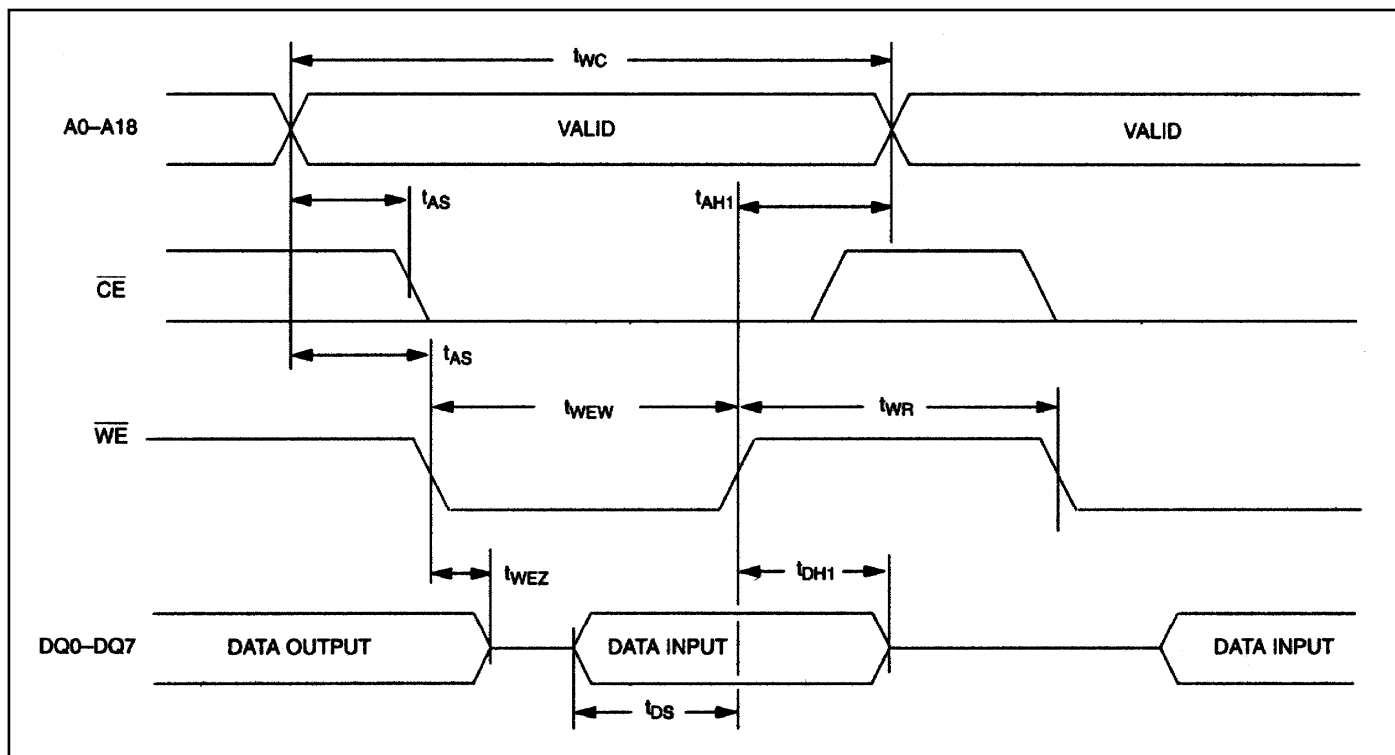 tWC
A0–A18
VALID
VALID
tAS
tAH1
CE
tAS
tWEW
tWR
WE
tWEZ
tDH1
DQ0–DQ7
DATA OUTPUT
DATA INPUT
DATA INPUT
tDS